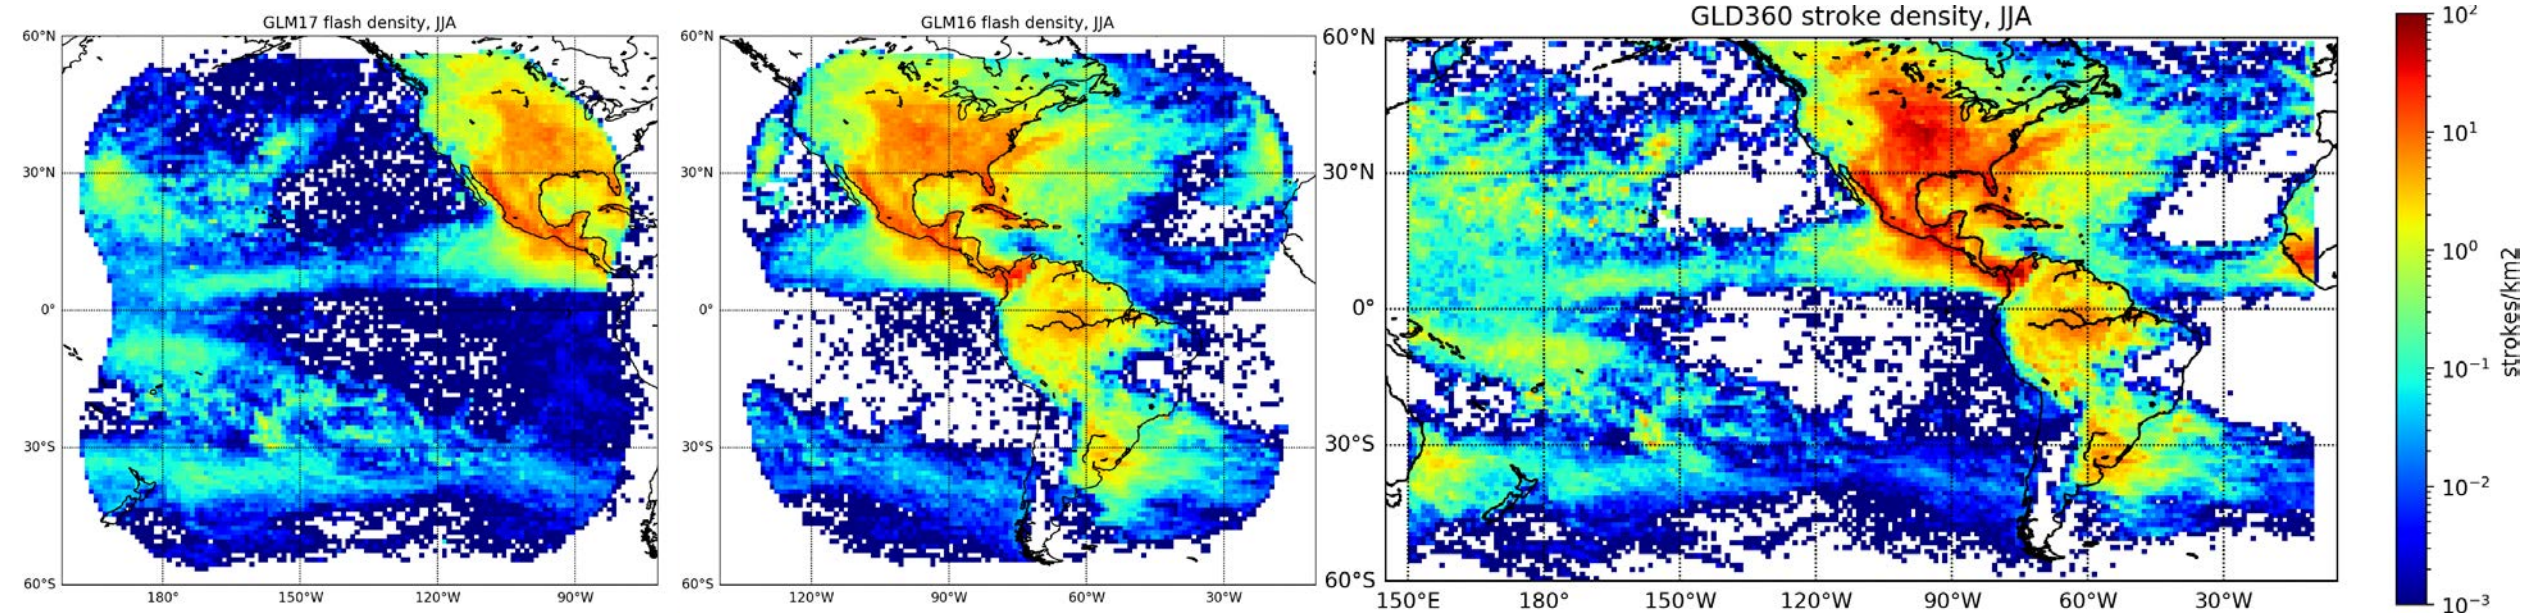 GLM17 flash density, JJA
60°N
30°N
0°
30°S
60°S
180°
150°W
120°W
90°W
GLM16 flash density, JJA
60°N
30°N
0°
30°S
60°S
120°W
90°W
60°W
30°W
GLD360 stroke density, JJA
60°N
30°N
0°
30°S
60°S
150°E
180°
150°W
120°W
90°W
60°W
30°W
10²
10¹
10⁰
10⁻¹
10⁻²
10⁻³
strokes/km2